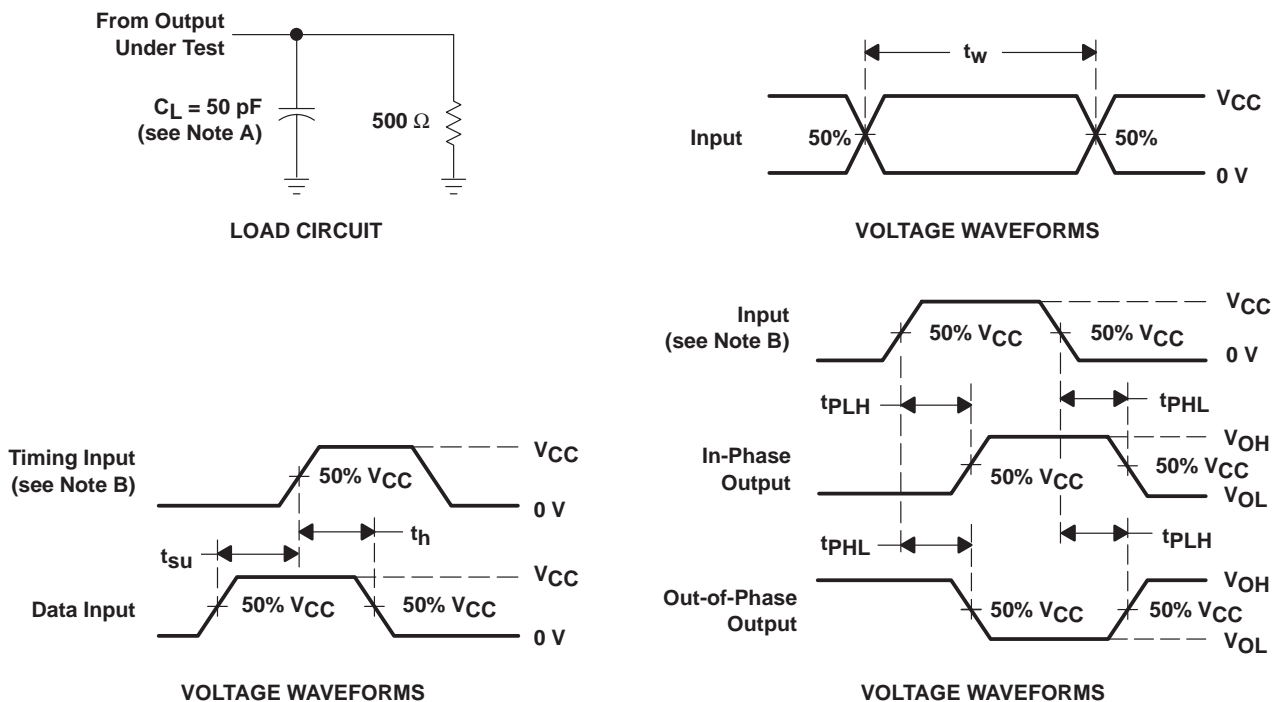 From Output
Under Test
CL = 50 pF
(see Note A)
500 Ω
LOAD CIRCUIT
tw
Input
50%
50%
VCC
0 V
VOLTAGE WAVEFORMS
Timing Input
(see Note B)
50% VCC
VCC
0 V
th
tsu
Data Input
50% VCC
50% VCC
VCC
0 V
VOLTAGE WAVEFORMS
Input
(see Note B)
50% VCC
50% VCC
VCC
0 V
tPLH
tPHL
In-Phase
Output
50% VCC
50% VCC
VOH
VOL
tPHL
tPLH
Out-of-Phase
Output
50% VCC
50% VCC
VOH
VOL
VOLTAGE WAVEFORMS